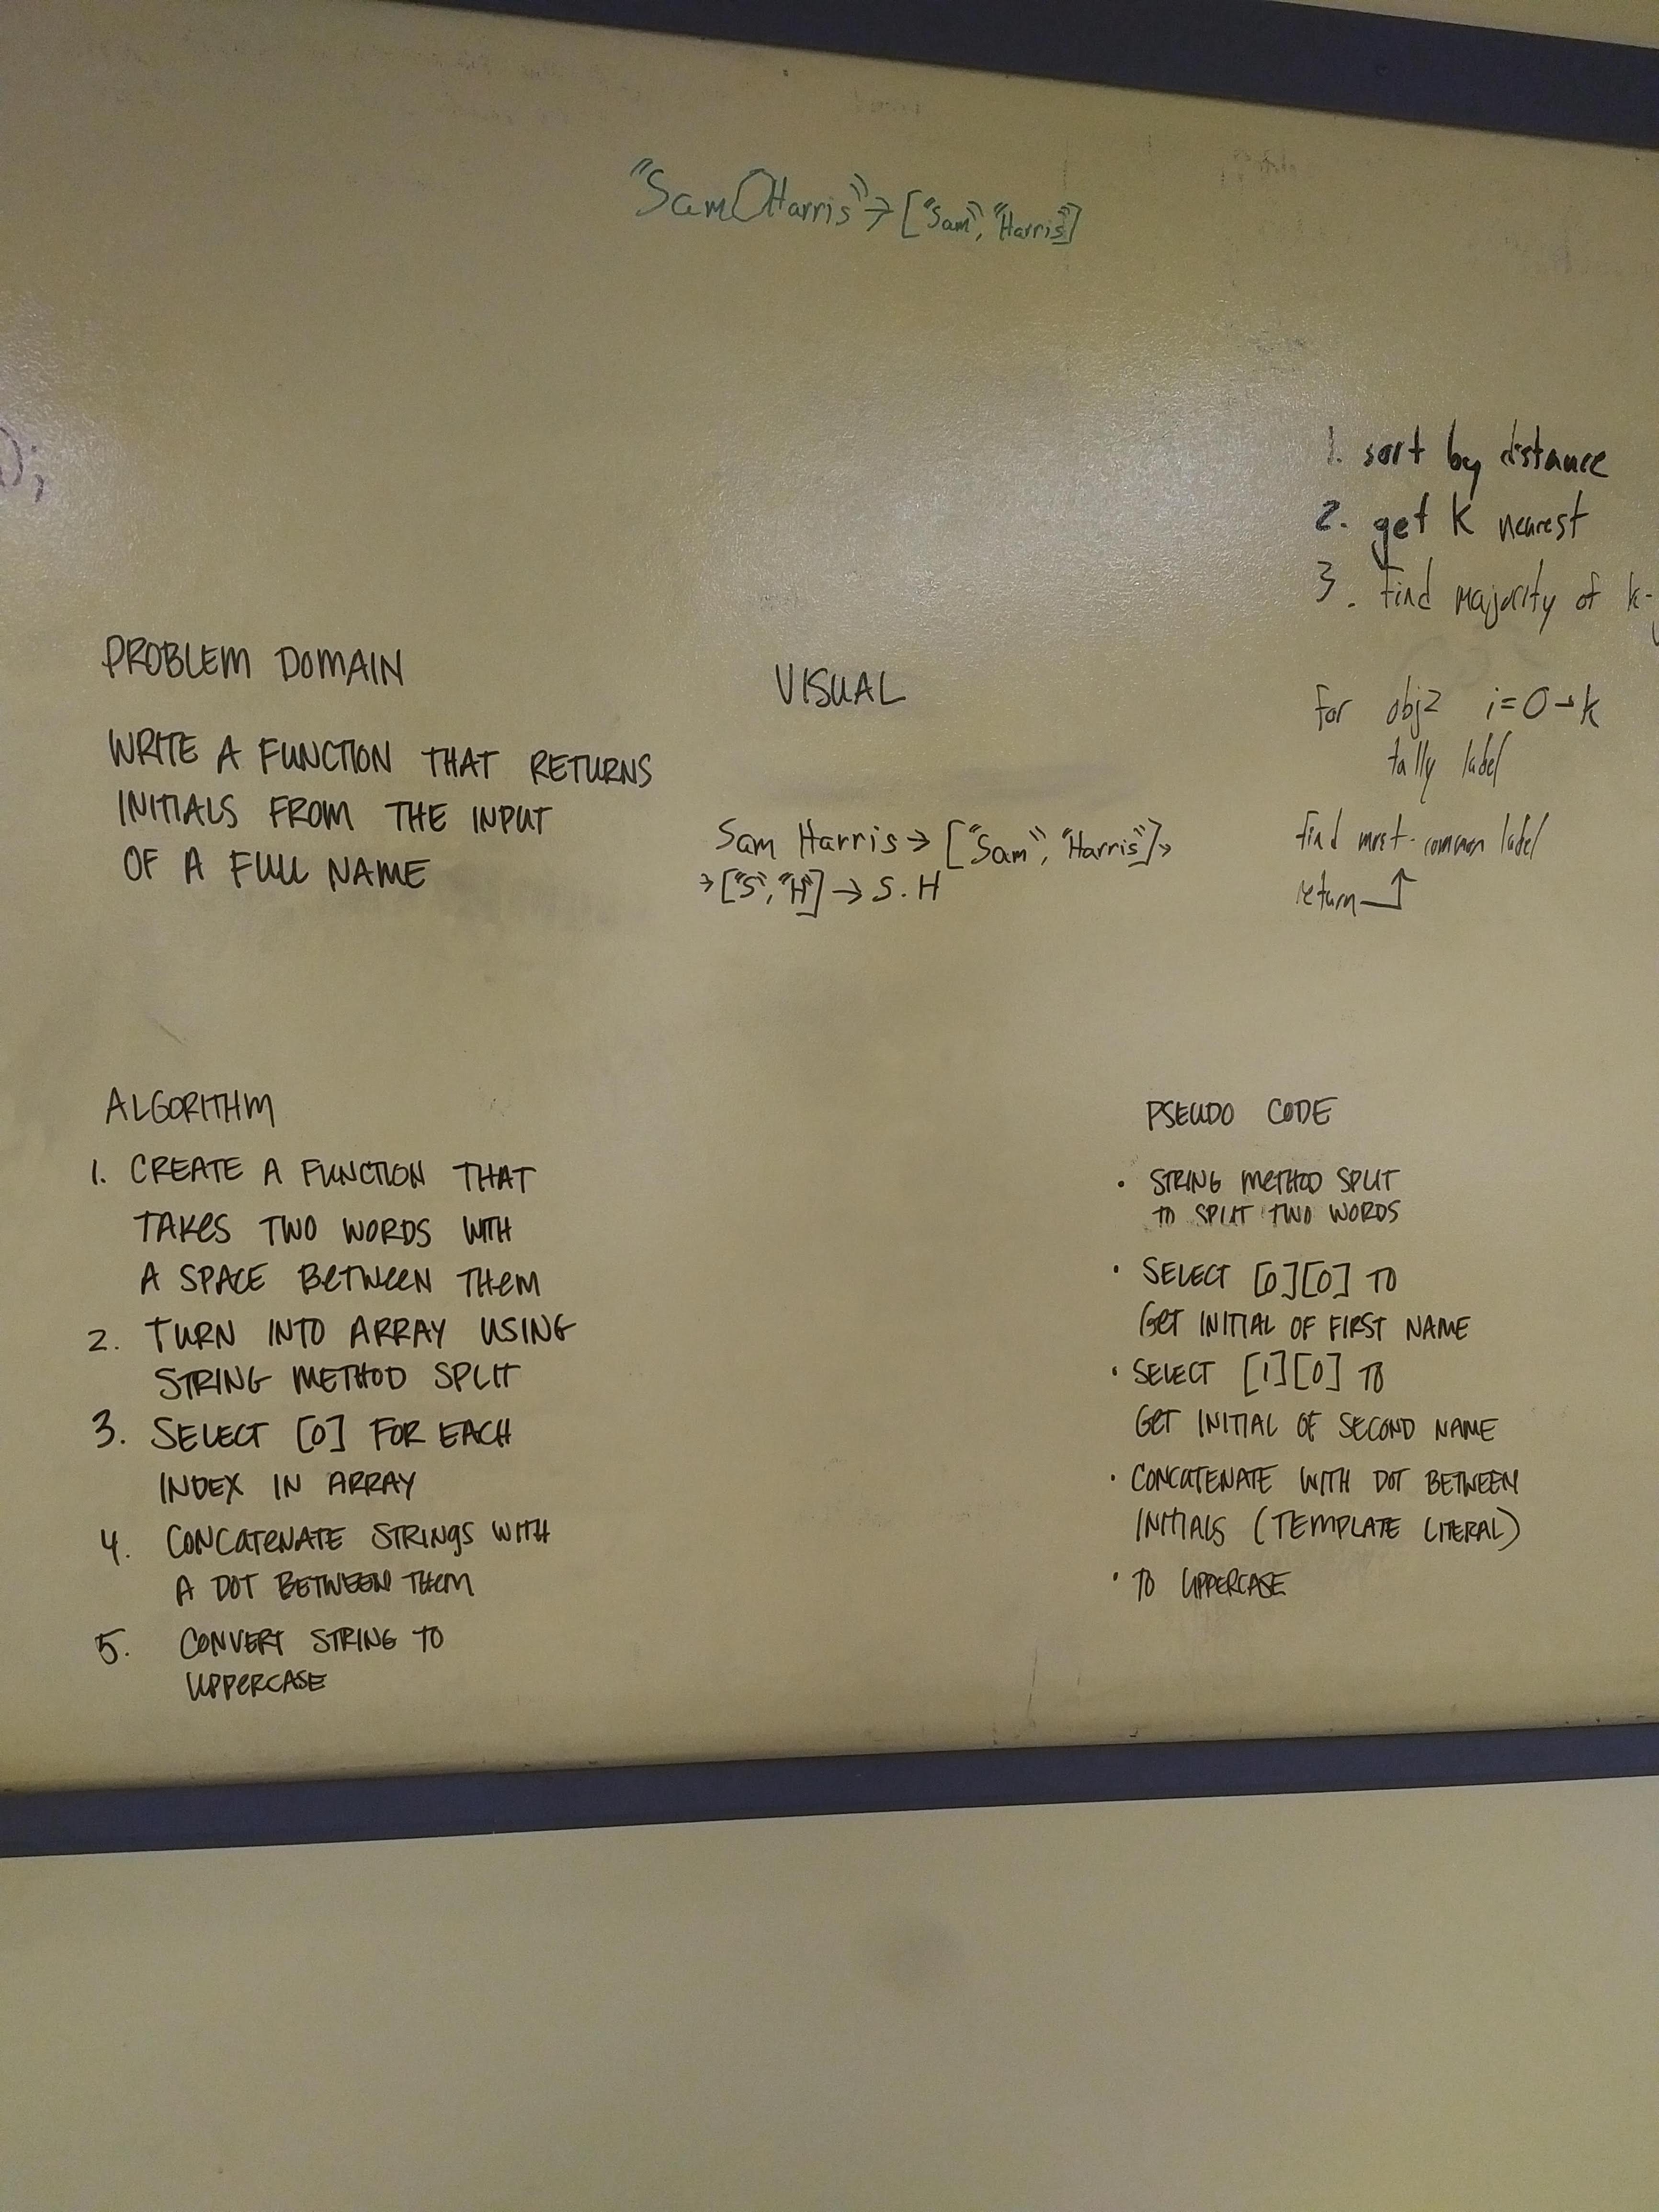 "Sam Harris" → ["Sam", "Harris"]
);
1. sort by distance
2. get k nearest
3. find majority of k-
for obj2 i=0→k
tally label
find most-common label
return
PROBLEM DOMAIN
WRITE A FUNCTION THAT RETURNS
INITIALS FROM THE INPUT
OF A FULL NAME
VISUAL
Sam Harris → ["Sam", "Harris"] →
→ ["S", "H"] → S.H
ALGORITHM
1. CREATE A FUNCTION THAT
TAKES TWO WORDS WITH
A SPACE BETWEEN THEM
2. TURN INTO ARRAY USING
STRING METHOD SPLIT
3. SELECT [0] FOR EACH
INDEX IN ARRAY
4. CONCATENATE STRINGS WITH
A DOT BETWEEN THEM
5. CONVERT STRING TO
UPPERCASE
PSEUDO CODE
• STRING METHOD SPLIT
TO SPLIT TWO WORDS
• SELECT [0][0] TO
GET INITIAL OF FIRST NAME
• SELECT [1][0] TO
GET INITIAL OF SECOND NAME
• CONCATENATE WITH DOT BETWEEN
INITIALS (TEMPLATE LITERAL)
• TO UPPERCASE